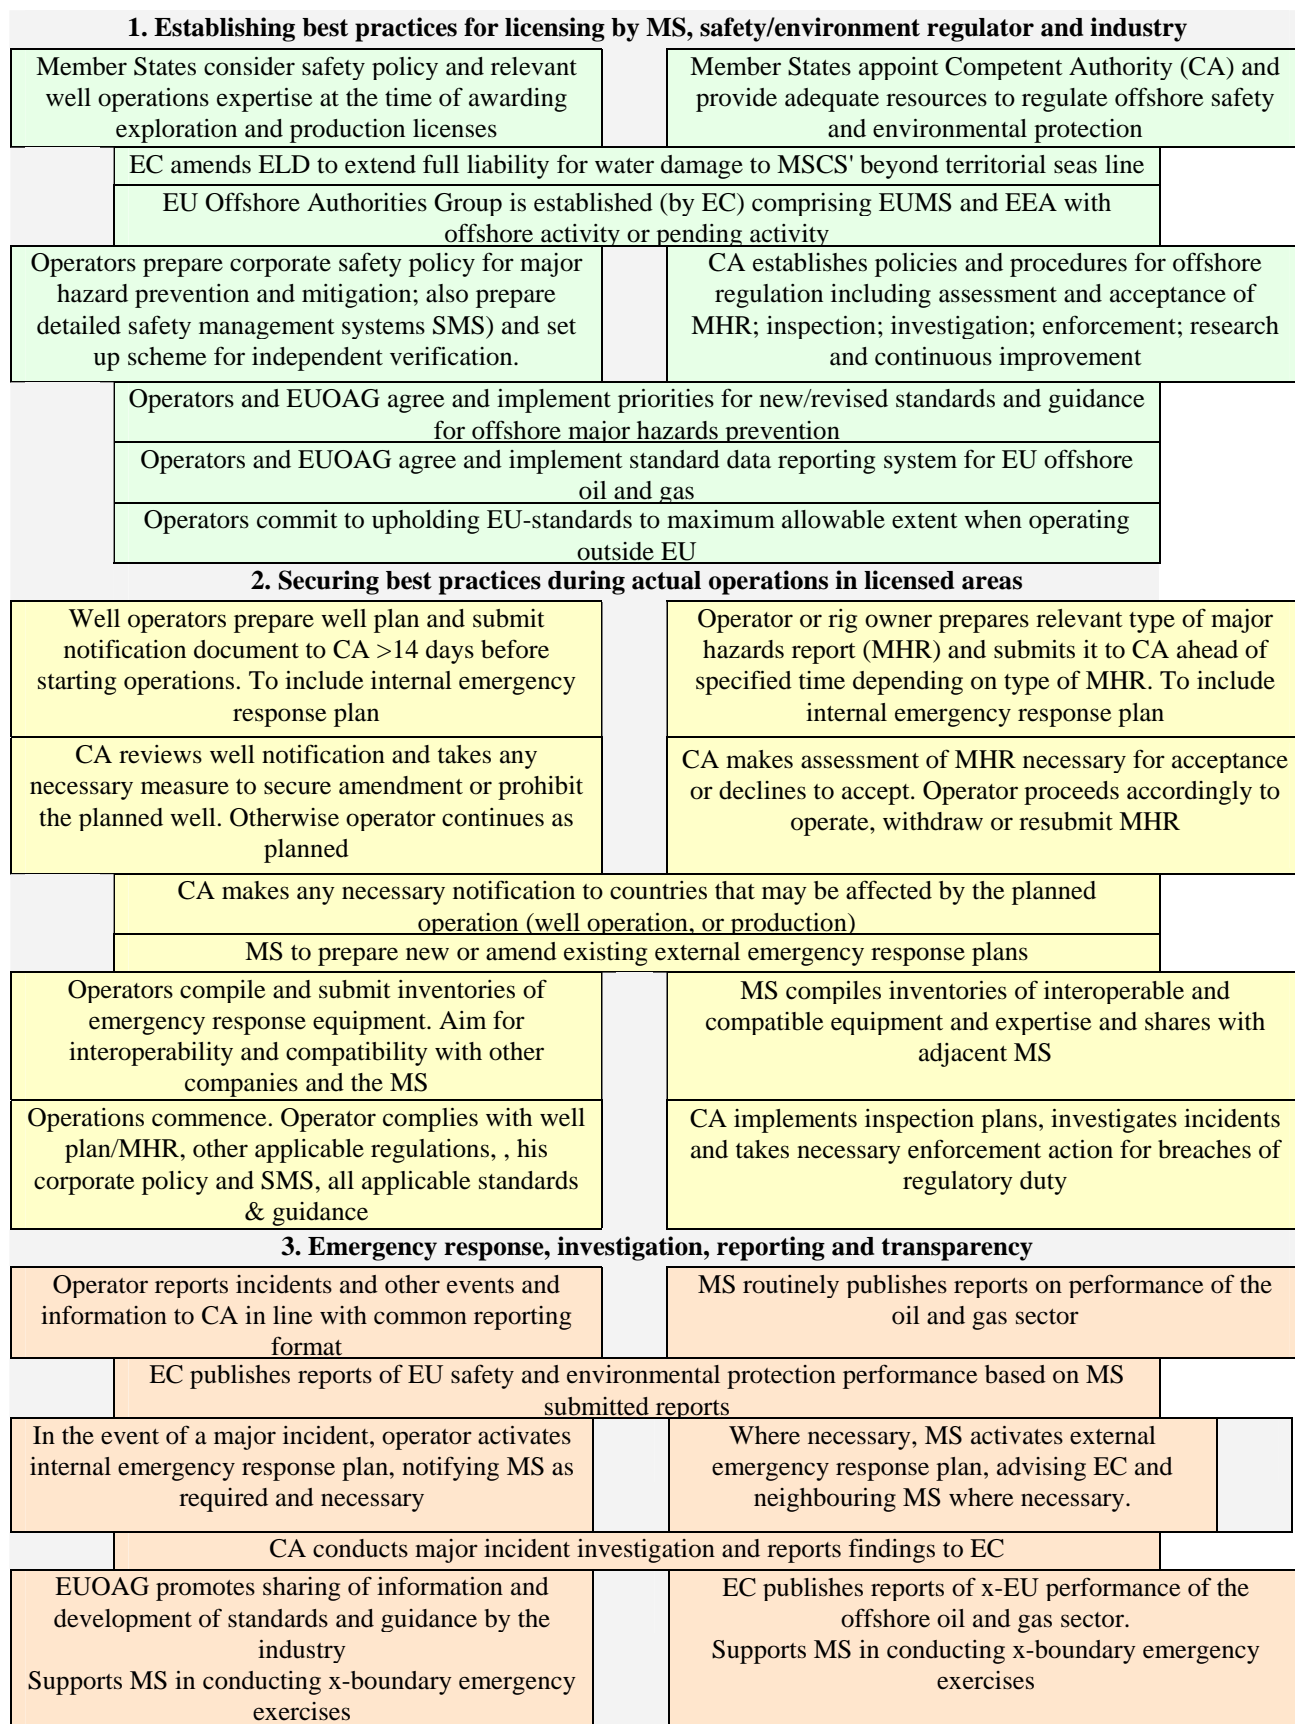 1. Establishing best practices for licensing by MS, safety/environment regulator and industry
Member States consider safety policy and relevant
well operations expertise at the time of awarding
exploration and production licenses
Member States appoint Competent Authority (CA) and
provide adequate resources to regulate offshore safety
and environmental protection
EC amends ELD to extend full liability for water damage to MSCS' beyond territorial seas line
EU Offshore Authorities Group is established (by EC) comprising EUMS and EEA with
offshore activity or pending activity
Operators prepare corporate safety policy for major
hazard prevention and mitigation; also prepare
detailed safety management systems SMS) and set
up scheme for independent verification.
CA establishes policies and procedures for offshore
regulation including assessment and acceptance of
MHR; inspection; investigation; enforcement; research
and continuous improvement
Operators and EUOAG agree and implement priorities for new/revised standards and guidance
for offshore major hazards prevention
Operators and EUOAG agree and implement standard data reporting system for EU offshore
oil and gas
Operators commit to upholding EU-standards to maximum allowable extent when operating
outside EU
2. Securing best practices during actual operations in licensed areas
Well operators prepare well plan and submit
notification document to CA >14 days before
starting operations. To include internal emergency
response plan
Operator or rig owner prepares relevant type of major
hazards report (MHR) and submits it to CA ahead of
specified time depending on type of MHR. To include
internal emergency response plan
CA reviews well notification and takes any
necessary measure to secure amendment or prohibit
the planned well. Otherwise operator continues as
planned
CA makes assessment of MHR necessary for acceptance
or declines to accept. Operator proceeds accordingly to
operate, withdraw or resubmit MHR
CA makes any necessary notification to countries that may be affected by the planned
operation (well operation, or production)
MS to prepare new or amend existing external emergency response plans
Operators compile and submit inventories of
emergency response equipment. Aim for
interoperability and compatibility with other
companies and the MS
MS compiles inventories of interoperable and
compatible equipment and expertise and shares with
adjacent MS
Operations commence. Operator complies with well
plan/MHR, other applicable regulations, , his
corporate policy and SMS, all applicable standards
& guidance
CA implements inspection plans, investigates incidents
and takes necessary enforcement action for breaches of
regulatory duty
3. Emergency response, investigation, reporting and transparency
Operator reports incidents and other events and
information to CA in line with common reporting
format
MS routinely publishes reports on performance of the
oil and gas sector
EC publishes reports of EU safety and environmental protection performance based on MS
submitted reports
In the event of a major incident, operator activates
internal emergency response plan, notifying MS as
required and necessary
Where necessary, MS activates external
emergency response plan, advising EC and
neighbouring MS where necessary.
CA conducts major incident investigation and reports findings to EC
EUOAG promotes sharing of information and
development of standards and guidance by the
industry
Supports MS in conducting x-boundary emergency
exercises
EC publishes reports of x-EU performance of the
offshore oil and gas sector.
Supports MS in conducting x-boundary emergency
exercises